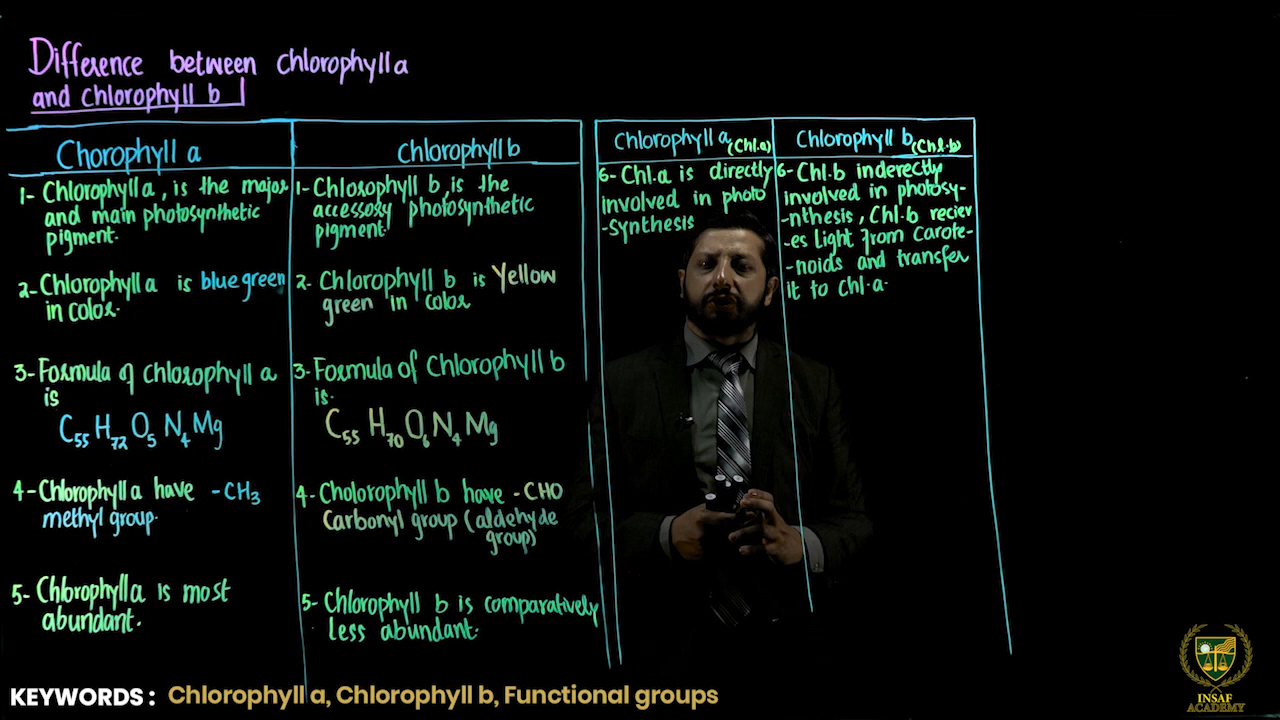 Difference between chlorophyll a
and chlorophyll b
Chorophyll a
1- Chlorophyll a, is the major
and main photosynthetic
pigment.
2- Chlorophyll a is blue green
in color.
3- Formula of chlorophyll a
is
C55 H72 O5 N4 Mg
4- Chlorophyll a have -CH3
methyl group.
5- Chlorophyll a is most
abundant.
Chlorophyll b
1- Chlorophyll b, is the
accessory photosynthetic
pigment.
2- Chlorophyll b is Yellow
green in color
3- Formula of Chlorophyll b
is.
C55 H70 O6 N4 Mg
4- Cholorophyll b have -CHO
Carbonyl group (aldehyde
group)
5- Chlorophyll b is comparatively
less abundant.
Chlorophyll a (Chl.a)
6- Chl.a is directly
involved in photo
-synthesis
Chlorophyll b (Chl.b)
6- Chl.b inderectly
involved in photosy-
-nthesis, Chl.b reciev
-es Light from Carote-
-noids and transfer
it to chl.a.
KEYWORDS : Chlorophyll a, Chlorophyll b, Functional groups
INSAF
ACADEMY